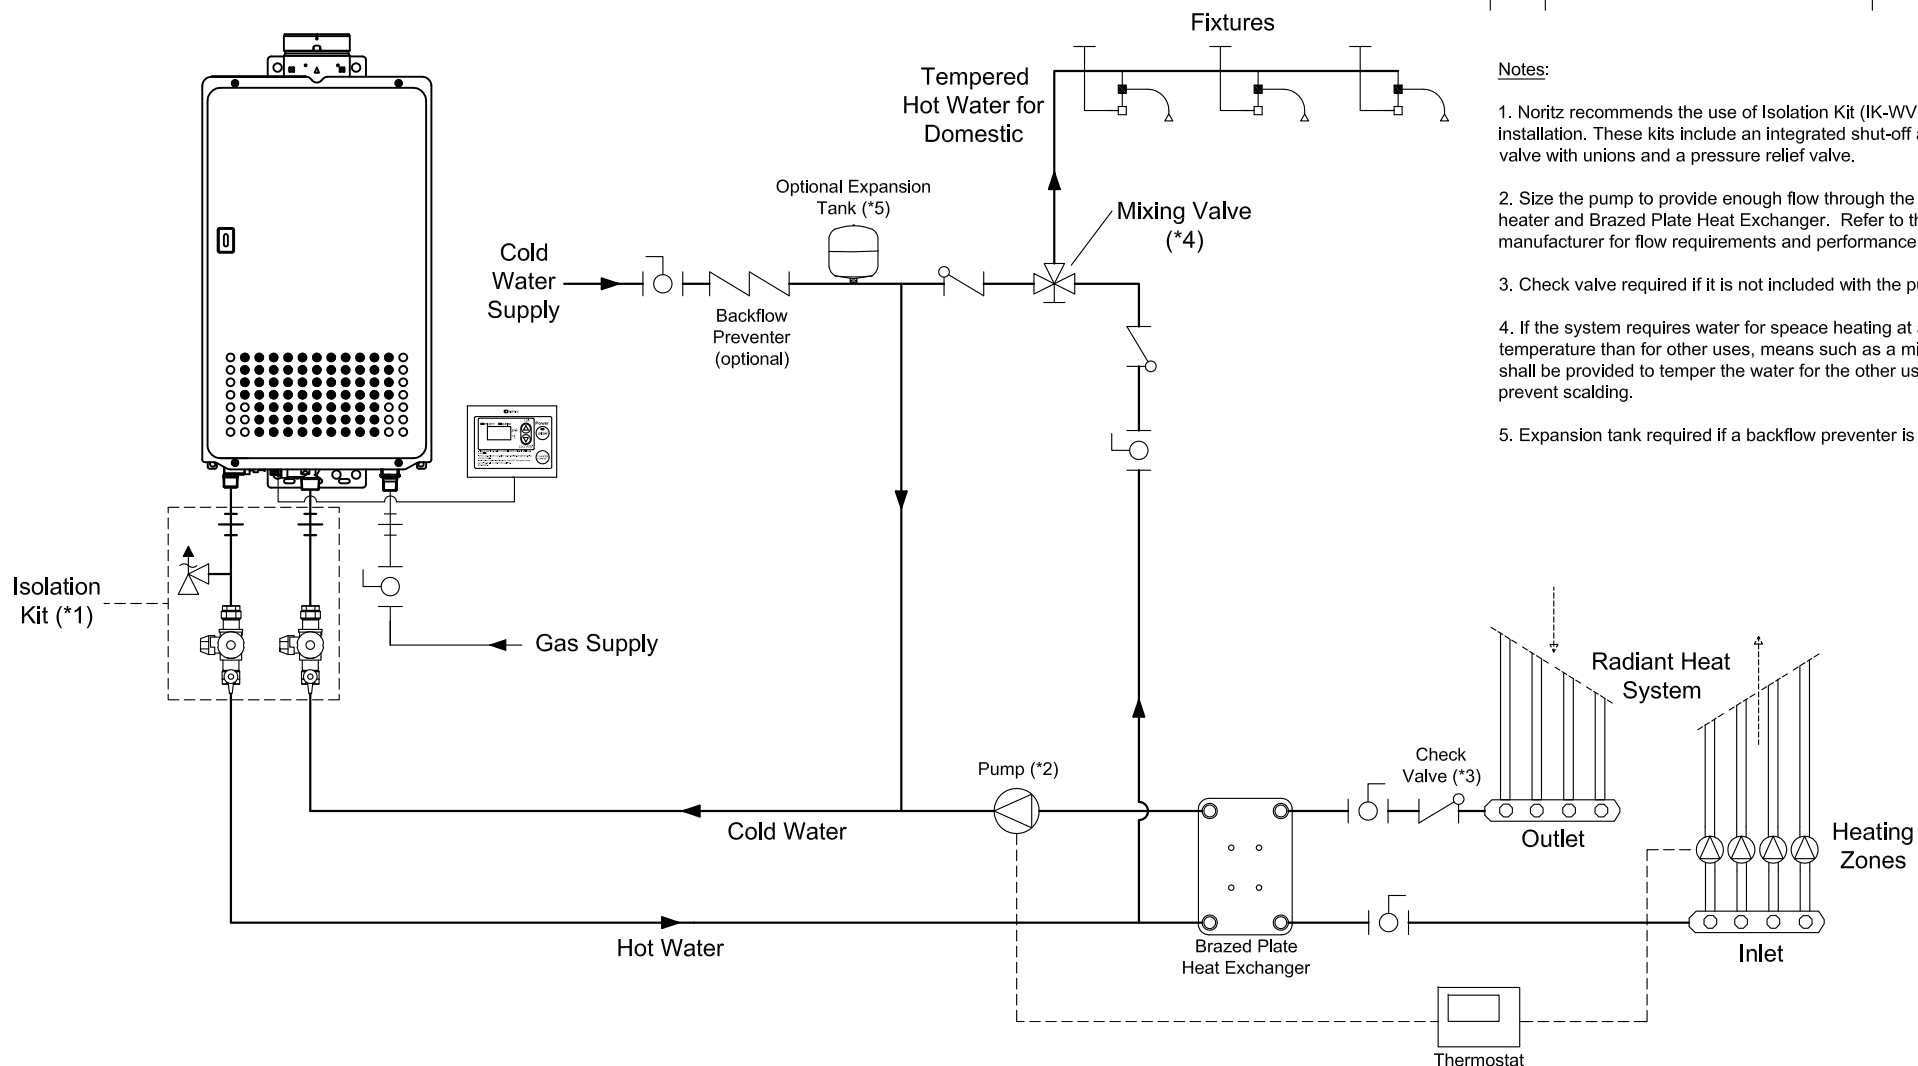 Fixtures
Tempered
Hot Water for
Domestic
Optional Expansion
Tank (*5)
Mixing Valve
(*4)
Cold
Water
Supply
Backflow
Preventer
(optional)
Power
Isolation
Kit (*1)
Gas Supply
Radiant Heat
System
Check
Valve (*3)
Pump (*2)
Cold Water
Outlet
Heating
Zones
Hot Water
Brazed Plate
Heat Exchanger
Inlet
Thermostat
Notes:
1. Noritz recommends the use of Isolation Kit (IK-WV
installation. These kits include an integrated shut-off
valve with unions and a pressure relief valve.
2. Size the pump to provide enough flow through the
heater and Brazed Plate Heat Exchanger. Refer to
manufacturer for flow requirements and performance
3. Check valve required if it is not included with the
4. If the system requires water for speace heating at
temperature than for other uses, means such as a
shall be provided to temper the water for the other
prevent scalding.
5. Expansion tank required if a backflow preventer is